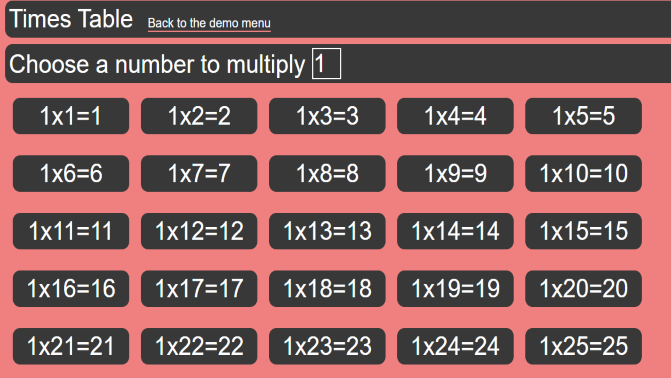 Times Table Back to the demo menu
Choose a number to multiply 1
1x1=1 1x2=2 1x3=3 1x4=4 1x5=5
1x6=6 1x7=7 1x8=8 1x9=9 1x10=10
1x11=11 1x12=12 1x13=13 1x14=14 1x15=15
1x16=16 1x17=17 1x18=18 1x19=19 1x20=20
1x21=21 1x22=22 1x23=23 1x24=24 1x25=25